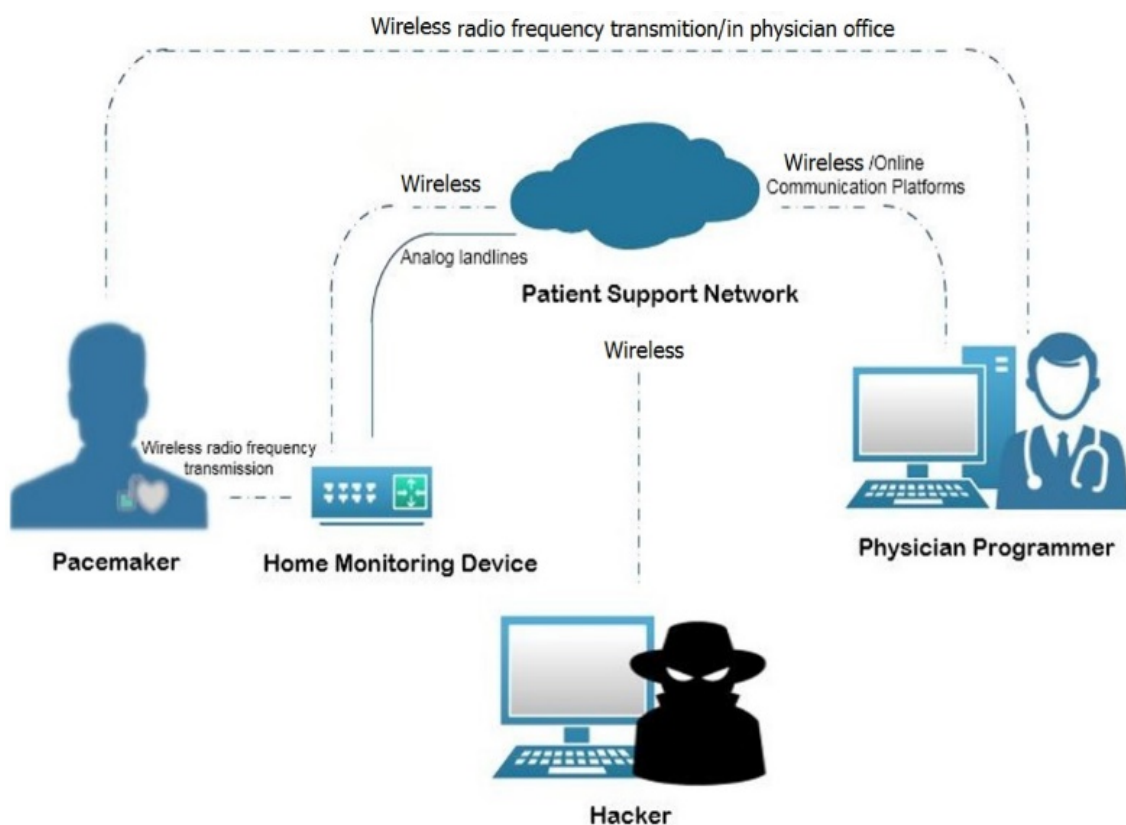 Wireless radio frequency transmition/in physician office
Wireless
Wireless /Online
Communication Platforms
Analog landlines
Patient Support Network
Wireless
Wireless radio frequency
transmission
Pacemaker
Home Monitoring Device
Physician Programmer
Hacker